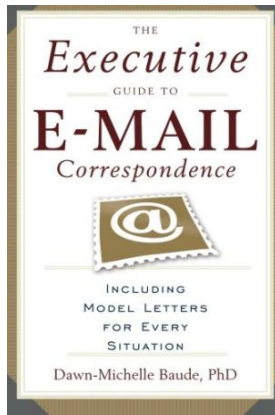 THE
Executive
GUIDE TO
E-MAIL
Correspondence
@
INCLUDING
MODEL LETTERS
FOR EVERY
SITUATION
Dawn-Michelle Baude, PhD